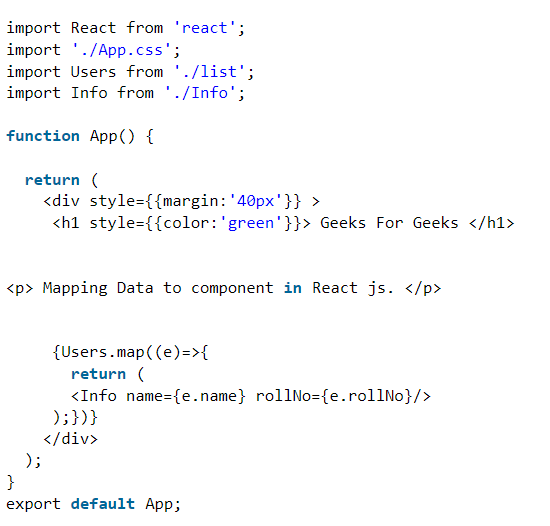 import React from 'react';
import './App.css';
import Users from './list';
import Info from './Info';
function App() {
return (
<div style={{margin:'40px'}} >
<h1 style={{color:'green'}}> Geeks For Geeks </h1>
<p> Mapping Data to component in React js. </p>
{Users.map((e)=>{
return (
<Info name={e.name} rollNo={e.rollNo}/>
);})}
</div>
);
}
export default App;